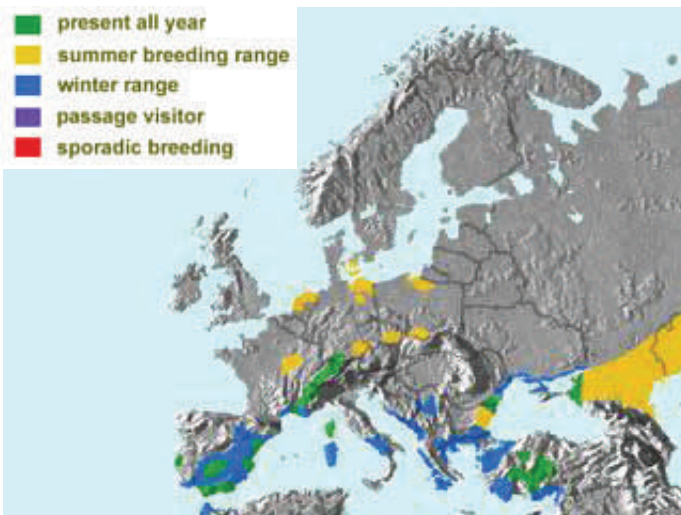 present all year
summer breeding range
winter range
passage visitor
sporadic breeding